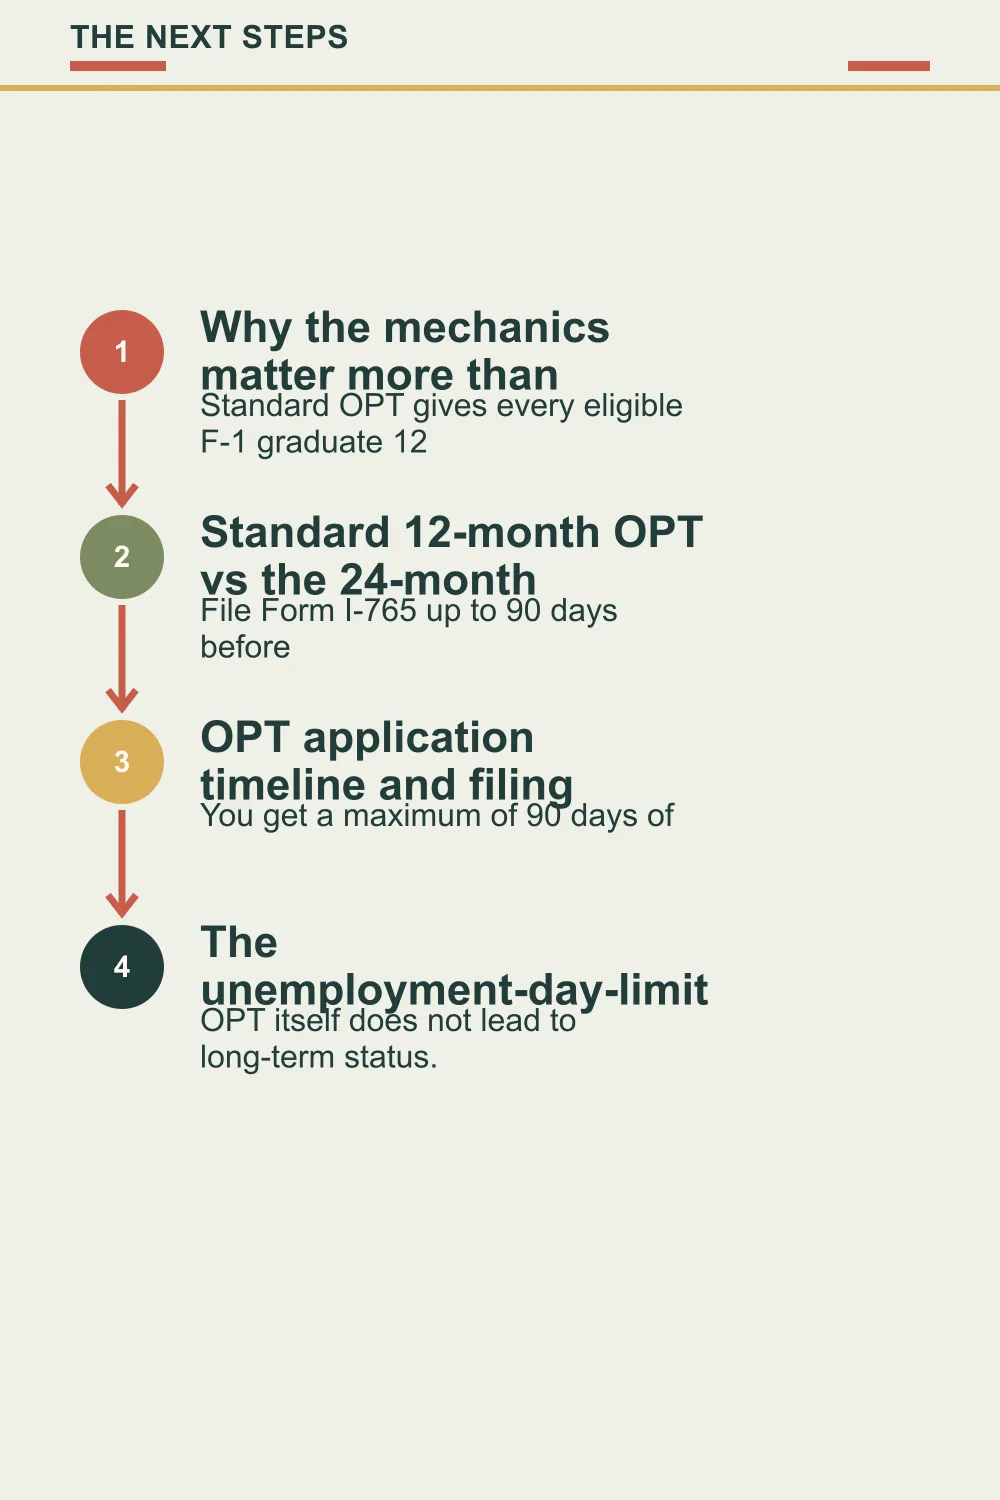 THE NEXT STEPS
1
Why the mechanics
matter more than
Standard OPT gives every eligible
F-1 graduate 12
2
Standard 12-month OPT
vs the 24-month
File Form I-765 up to 90 days
before
3
OPT application
timeline and filing
You get a maximum of 90 days of
4
The
unemployment-day-limit
OPT itself does not lead to
long-term status.